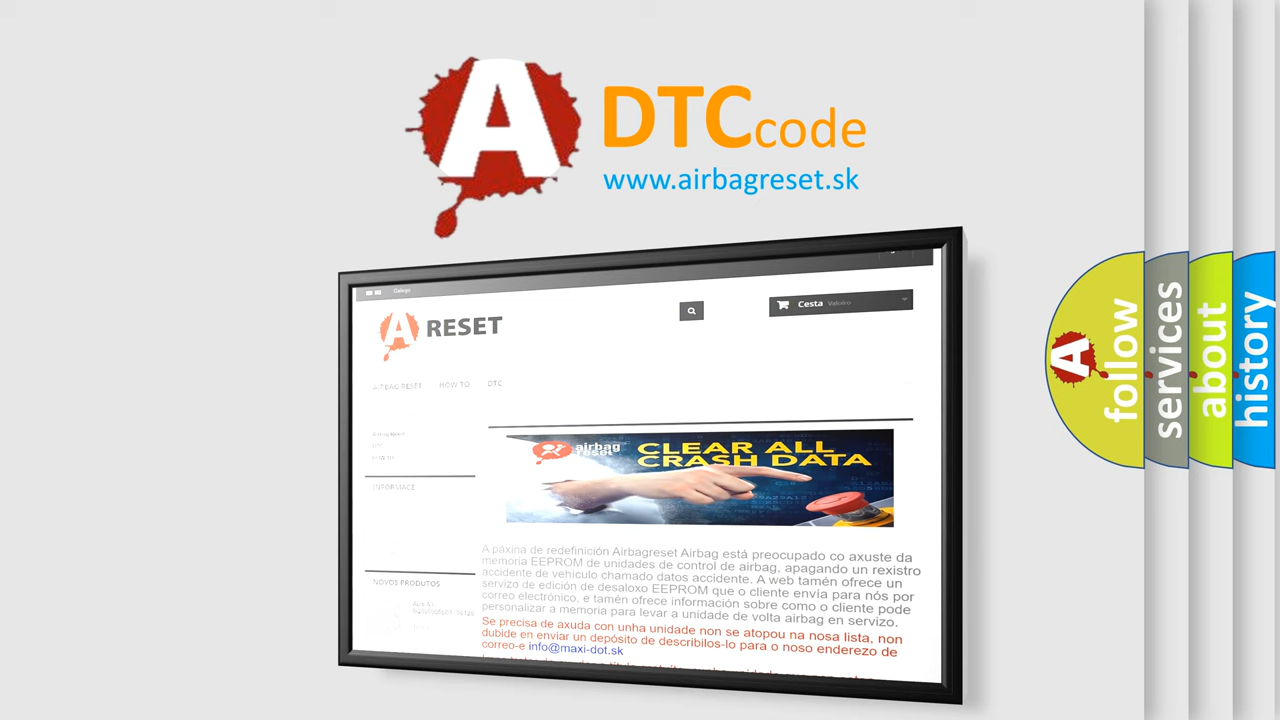 A
DTCcode
www.airbagreset.sk
Galego
A RESET
Cesta Valeiro
AIRBAG RESET HOW TO DTC
INFORMACE
NOVOS PRODUTOS
airbag
reset
CLEAR ALL
CRASH DATA
A páxina de redefinición Airbagreset Airbag está preocupado co axuste da
memoria EEPROM de unidades de control de airbag, apagando un rexistro
accidente de vehículo chamado datos accidente. A web tamén ofrece un
servizo de edición de desaloxo EEPROM que o cliente envía para nós por
correo electrónico, e tamén ofrece información sobre como o cliente pode
personalizar a memoria para levar a unidade de volta airbag en servizo.
Se precisa de axuda con unha unidade non se atopou na nosa lista, non
dubide en enviar un depósito de describilos-lo para o noso enderezo de
correo-e info@maxi-dot.sk
A
follow
services
about
history